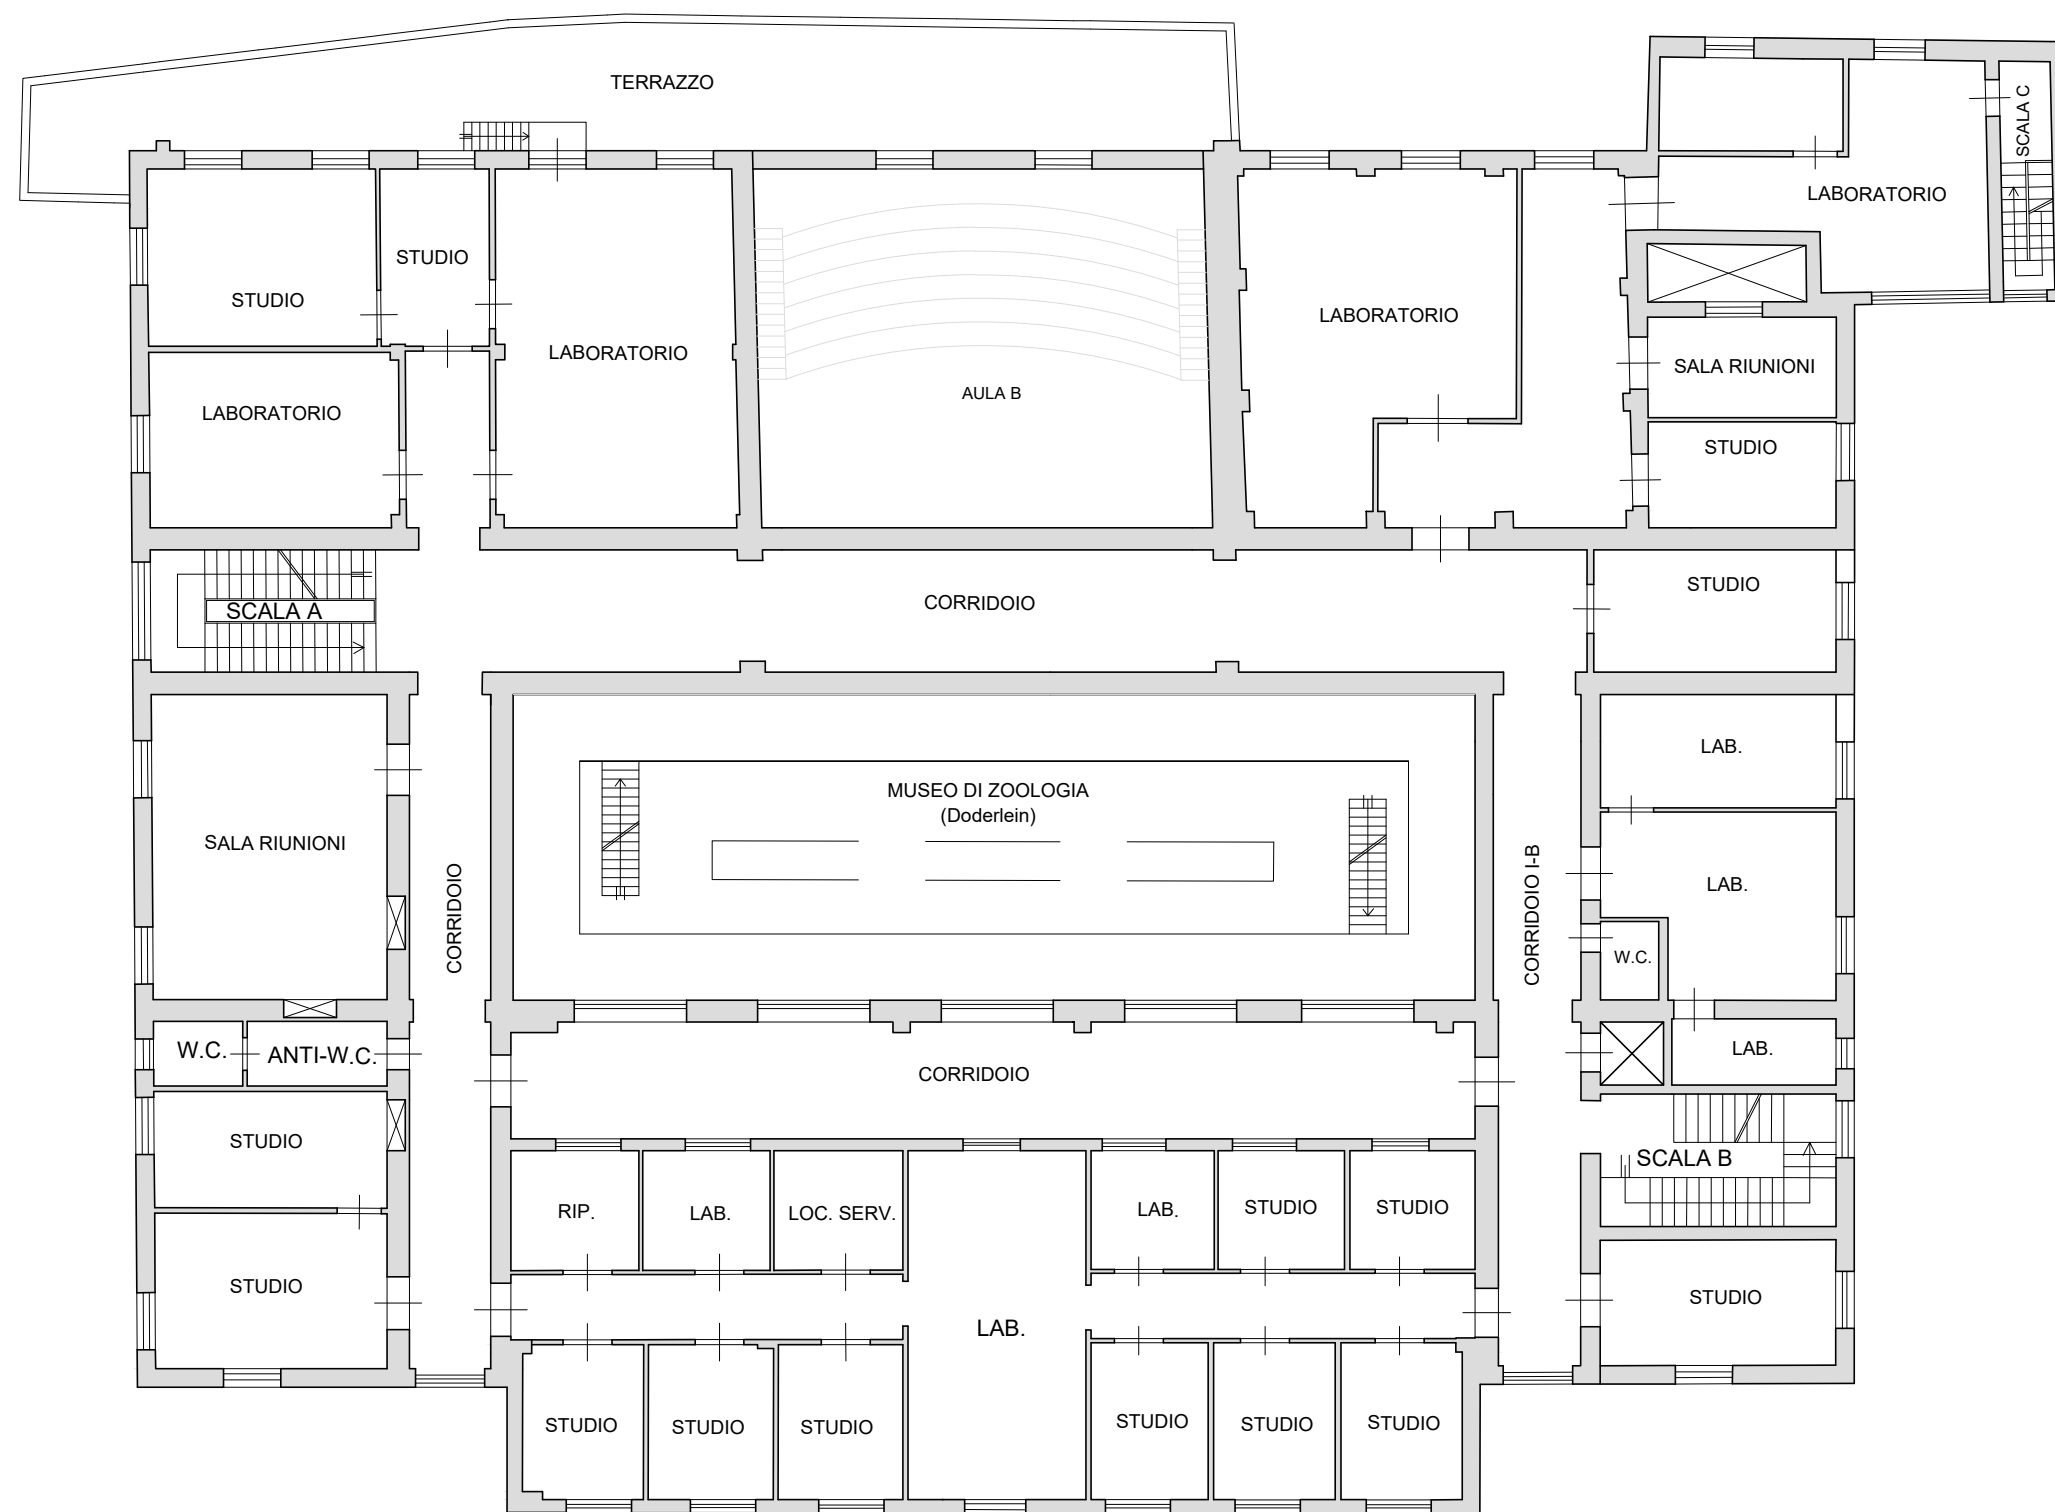 TERRAZZO
SCALA C
LABORATORIO
STUDIO
STUDIO
LABORATORIO
LABORATORIO
LABORATORIO
AULA B
SALA RIUNIONI
STUDIO
SCALA A
CORRIDOIO
STUDIO
LAB.
MUSEO DI ZOOLOGIA
(Doderlein)
SALA RIUNIONI
CORRIDOIO
CORRIDOIO I-B
LAB.
W.C.
W.C.
ANTI-W.C.
CORRIDOIO
LAB.
STUDIO
SCALA B
RIP.
LAB.
LOC. SERV.
LAB.
STUDIO
STUDIO
STUDIO
LAB.
STUDIO
STUDIO
STUDIO
STUDIO
STUDIO
STUDIO
STUDIO